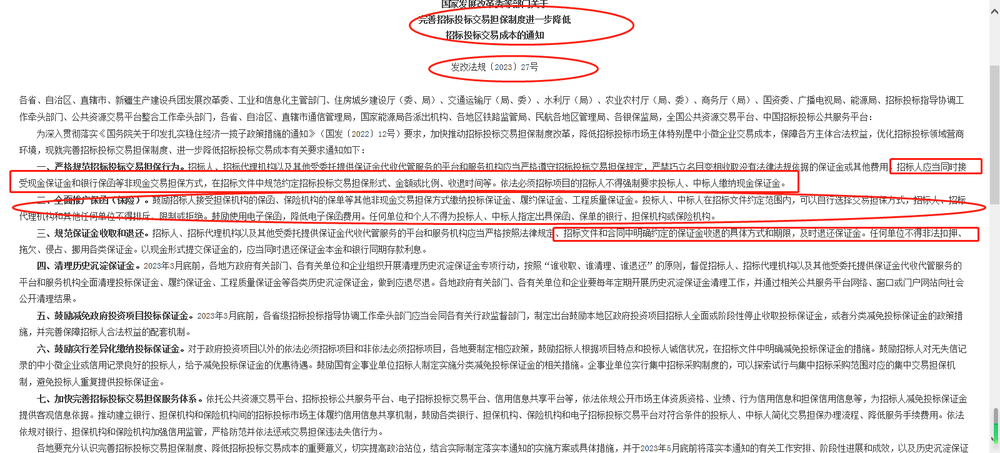 国家发展改革委等部门关于
完善招标投标交易担保制度进一步降低
招标投标交易成本的通知
发改法规〔2023〕27号
各省、自治区、直辖市、新疆生产建设兵团发展改革委、工业和信息化主管部门、住房城乡建设厅（委、局）、交通运输厅（局、委）、水利厅（局）、农业农村厅（局、委）、商务厅（局）、国资委、广播电视局、能源局、招标投标指导协调工
作牵头部门、公共资源交易平台整合工作牵头部门，各省、自治区、直辖市通信管理局，国家能源局各派出机构、各地区铁路监管局、民航各地区管理局、各银保监局，全国公共资源交易平台、中国招标投标公共服务平台：
为深入贯彻落实《国务院关于印发扎实稳住经济一揽子政策措施的通知》（国发〔2022〕12号）要求，加快推动招标投标交易担保制度改革，降低招标投标市场主体特别是中小微企业交易成本，保障各方主体合法权益，优化招标投标领域营商
环境，现就完善招标投标交易担保制度、进一步降低招标投标交易成本有关要求通知如下：
一、严格规范招标投标交易担保行为。招标人、招标代理机构以及其他受委托提供保证金代收代管服务的平台和服务机构应当严格遵守招标投标交易担保规定，严禁巧立名目变相收取没有法律法规依据的保证金或其他费用。招标人应当同时接
受现金保证金和银行保函等非现金交易担保方式，在招标文件中规范约定招标投标交易担保形式、金额或比例、收退时间等。依法必须招标项目的招标人不得强制要求投标人、中标人缴纳现金保证金。
二、全面推广保函（保险）。鼓励招标人接受担保机构的保函、保险机构的保单等其他非现金交易担保方式缴纳投标保证金、履约保证金、工程质量保证金。投标人、中标人在招标文件约定范围内，可以自行选择交易担保方式，招标人、招标
代理机构和其他任何单位不得排斥、限制或拒绝。鼓励使用电子保函，降低电子保函费用。任何单位和个人不得为投标人、中标人指定出具保函、保单的银行、担保机构或保险机构。
三、规范保证金收取和退还。招标人、招标代理机构以及其他受委托提供保证金代收代管服务的平台和服务机构应当严格按照法律规定、招标文件和合同中明确约定的保证金收退的具体方式和期限，及时退还保证金。任何单位不得非法扣押、
拖欠、侵占、挪用各类保证金。以现金形式提交保证金的，应当同时退还保证金本金和银行同期存款利息。
四、清理历史沉淀保证金。2023年3月底前，各地方政府有关部门、各有关单位和企业组织开展清理历史沉淀保证金专项行动，按照“谁收取、谁清理、谁退还”的原则，督促招标人、招标代理机构以及其他受委托提供保证金代收代管服务的
平台和服务机构全面清理投标保证金、履约保证金、工程质量保证金等各类历史沉淀保证金，做到应退尽退。各地政府有关部门、各有关单位和企业要每年定期开展历史沉淀保证金清理工作，并通过相关公共服务平台网络、窗口或门户网站向社会
公开清理结果。
五、鼓励减免政府投资项目投标保证金。2023年3月底前，各省级招标投标指导协调工作牵头部门应当会同各有关行政监督部门，制定出台鼓励本地区政府投资项目招标人全面或阶段性停止收取投标保证金，或者分类减免投标保证金的政策措
施，并完善保障招标人合法权益的配套机制。
六、鼓励实行差异化缴纳投标保证金。对于政府投资项目以外的依法必须招标项目和非依法必须招标项目，各地要制定相应政策，鼓励招标人根据项目特点和投标人诚信状况，在招标文件中明确减免投标保证金的措施。鼓励招标人对无失信记
录的中小微企业或信用记录良好的投标人，给予减免投标保证金的优惠待遇。鼓励国有企事业单位招标人制定实施分类减免投标保证金的相关措施。企事业单位实行集中招标采购制度的，可以探索试行与集中招标采购范围对应的集中交易担保机
制，避免投标人重复提供投标保证金。
七、加快完善招标投标交易担保服务体系。依托公共资源交易平台、招标投标公共服务平台、电子招标投标交易平台、信用信息共享平台等，依法依规公开市场主体资质资格、业绩、行为信用信息和担保信用信息等，为招标人减免投标保证金
提供客观信息依据。推动建立银行、担保机构和保险机构间的招标投标市场主体履约信用信息共享机制，鼓励各类银行、担保机构、保险机构和电子招标投标交易平台对符合条件的投标人、中标人简化交易担保办理流程、降低服务手续费用。依法
依规对银行、担保机构和保险机构加强信用监管，严格防范并依法惩戒交易担保违法失信行为。
各地要充分认识完善招标投标交易担保制度、降低招标投标交易成本的重要意义，切实提高政治站位，结合实际制定落实本通知的实施方案或具体措施，并于2023年5月底前将落实本通知的有关工作安排、阶段性进展和成效，以及历史沉淀保证